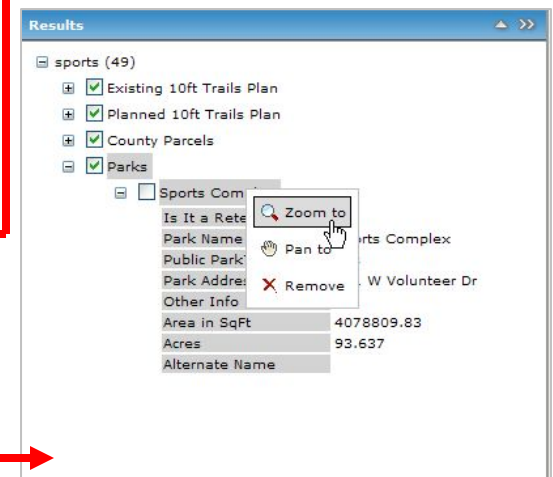 Results
sports (49)
Existing 10ft Trails Plan
Planned 10ft Trails Plan
County Parcels
Parks
Sports Com
Zoom to
Is It a Rete
Park Name rts Complex
Pan to
Public Park
Park Addre W Volunteer Dr
Remove
Other Info
Area in SqFt 4078809.83
Acres 93.637
Alternate Name